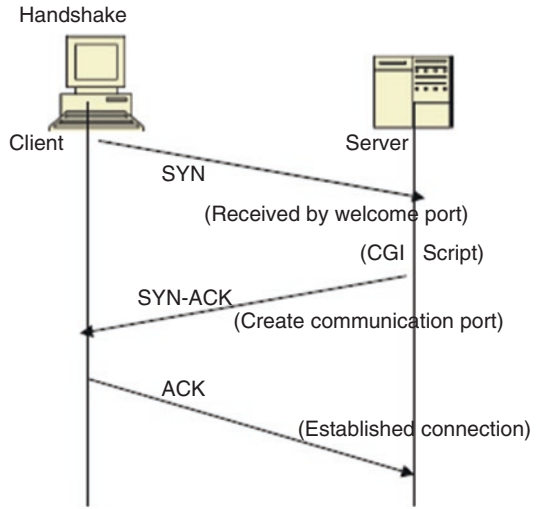 Handshake
Client
Server
SYN
(Received by welcome port)
(CGI Script)
SYN-ACK
(Create communication port)
ACK
(Established connection)